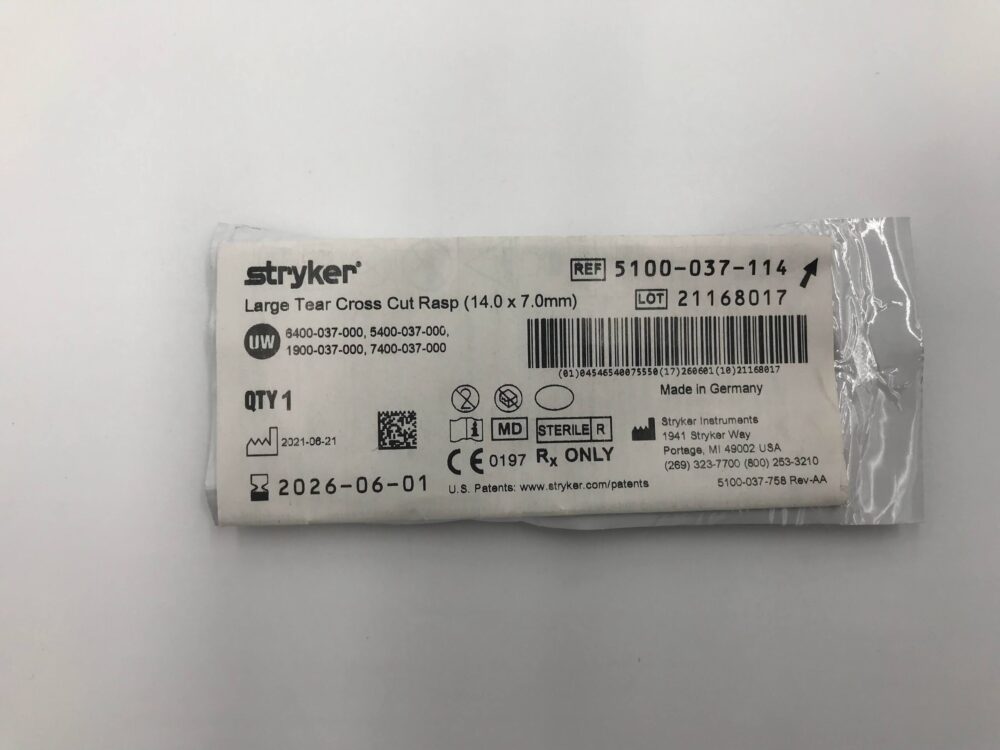 stryker®
Large Tear Cross Cut Rasp (14.0 x 7.0mm)
UW
6400-037-000, 5400-037-000,
1900-037-000, 7400-037-000
REF 5100-037-114
LOT 21168017
(01)04546540075550(17)260601(10)21168017
Made in Germany
QTY 1
2021-06-21
2026-06-01
2
i MD STERILE R
CE 0197 Rx ONLY
U.S. Patents: www.stryker.com/patents
Stryker Instruments
1941 Stryker Way
Portage, MI 49002 USA
(269) 323-7700 (800) 253-3210
5100-037-758 Rev-AA